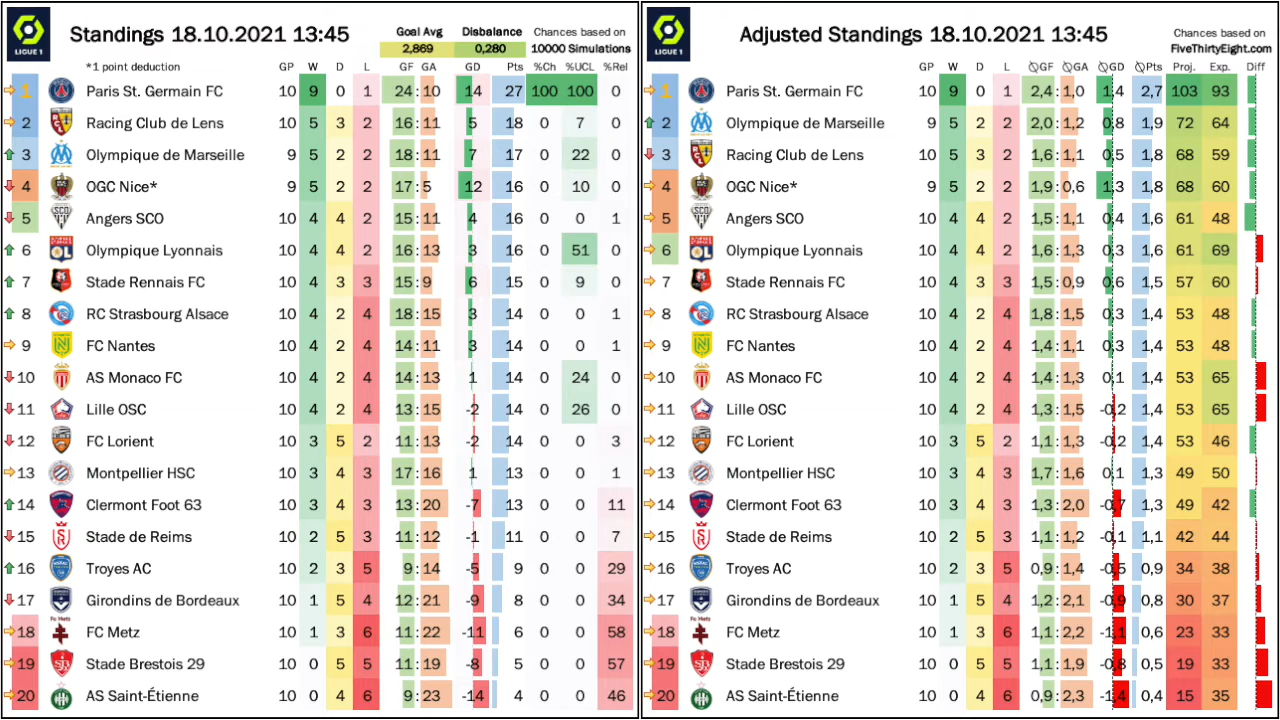 LIGUE 1
Standings 18.10.2021 13:45
Goal Avg Disbalance Chances based on
2,869 0,280 10000 Simulations
*1 point deduction GP W D L GF GA GD Pts %Ch %UCL %Rel
1 Paris St. Germain FC 10 9 0 1 24 : 10 14 27 100 100 0
2 Racing Club de Lens 10 5 3 2 16 : 11 5 18 0 7 0
3 Olympique de Marseille 9 5 2 2 18 : 11 7 17 0 22 0
4 OGC Nice* 9 5 2 2 17 : 5 12 16 0 10 0
5 Angers SCO 10 4 4 2 15 : 11 4 16 0 0 1
6 Olympique Lyonnais 10 4 4 2 16 : 13 3 16 0 51 0
7 Stade Rennais FC 10 4 3 3 15 : 9 6 15 0 9 0
8 RC Strasbourg Alsace 10 4 2 4 18 : 15 3 14 0 0 1
9 FC Nantes 10 4 2 4 14 : 11 3 14 0 0 1
10 AS Monaco FC 10 4 2 4 14 : 13 1 14 0 24 0
11 Lille OSC 10 4 2 4 13 : 15 -2 14 0 26 0
12 FC Lorient 10 3 5 2 11 : 13 -2 14 0 0 3
13 Montpellier HSC 10 3 4 3 17 : 16 1 13 0 0 1
14 Clermont Foot 63 10 3 4 3 13 : 20 -7 13 0 0 11
15 Stade de Reims 10 2 5 3 11 : 12 -1 11 0 0 7
16 Troyes AC 10 2 3 5 9 : 14 -5 9 0 0 29
17 Girondins de Bordeaux 10 1 5 4 12 : 21 -9 8 0 0 34
18 FC Metz 10 1 3 6 11 : 22 -11 6 0 0 58
19 Stade Brestois 29 10 0 5 5 11 : 19 -8 5 0 0 57
20 AS Saint-Étienne 10 0 4 6 9 : 23 -14 4 0 0 46
LIGUE 1
Adjusted Standings 18.10.2021 13:45
Chances based on
FiveThirtyEight.com
GP W D L ∅GF ∅GA ∅GD ∅Pts Proj. Exp. Diff
1 Paris St. Germain FC 10 9 0 1 2,4 : 1,0 1,4 2,7 103 93
2 Olympique de Marseille 9 5 2 2 2,0 : 1,2 0,8 1,9 72 64
3 Racing Club de Lens 10 5 3 2 1,6 : 1,1 0,5 1,8 68 59
4 OGC Nice* 9 5 2 2 1,9 : 0,6 1,3 1,8 68 60
5 Angers SCO 10 4 4 2 1,5 : 1,1 0,4 1,6 61 48
6 Olympique Lyonnais 10 4 4 2 1,6 : 1,3 0,3 1,6 61 69
7 Stade Rennais FC 10 4 3 3 1,5 : 0,9 0,6 1,5 57 60
8 RC Strasbourg Alsace 10 4 2 4 1,8 : 1,5 0,3 1,4 53 48
9 FC Nantes 10 4 2 4 1,4 : 1,1 0,3 1,4 53 48
10 AS Monaco FC 10 4 2 4 1,4 : 1,3 0,1 1,4 53 65
11 Lille OSC 10 4 2 4 1,3 : 1,5 -0,2 1,4 53 65
12 FC Lorient 10 3 5 2 1,1 : 1,3 -0,2 1,4 53 46
13 Montpellier HSC 10 3 4 3 1,7 : 1,6 0,1 1,3 49 50
14 Clermont Foot 63 10 3 4 3 1,3 : 2,0 -0,7 1,3 49 42
15 Stade de Reims 10 2 5 3 1,1 : 1,2 -0,1 1,1 42 44
16 Troyes AC 10 2 3 5 0,9 : 1,4 -0,5 0,9 34 38
17 Girondins de Bordeaux 10 1 5 4 1,2 : 2,1 -0,9 0,8 30 37
18 FC Metz 10 1 3 6 1,1 : 2,2 -1,1 0,6 23 33
19 Stade Brestois 29 10 0 5 5 1,1 : 1,9 -0,8 0,5 19 33
20 AS Saint-Étienne 10 0 4 6 0,9 : 2,3 -1,4 0,4 15 35